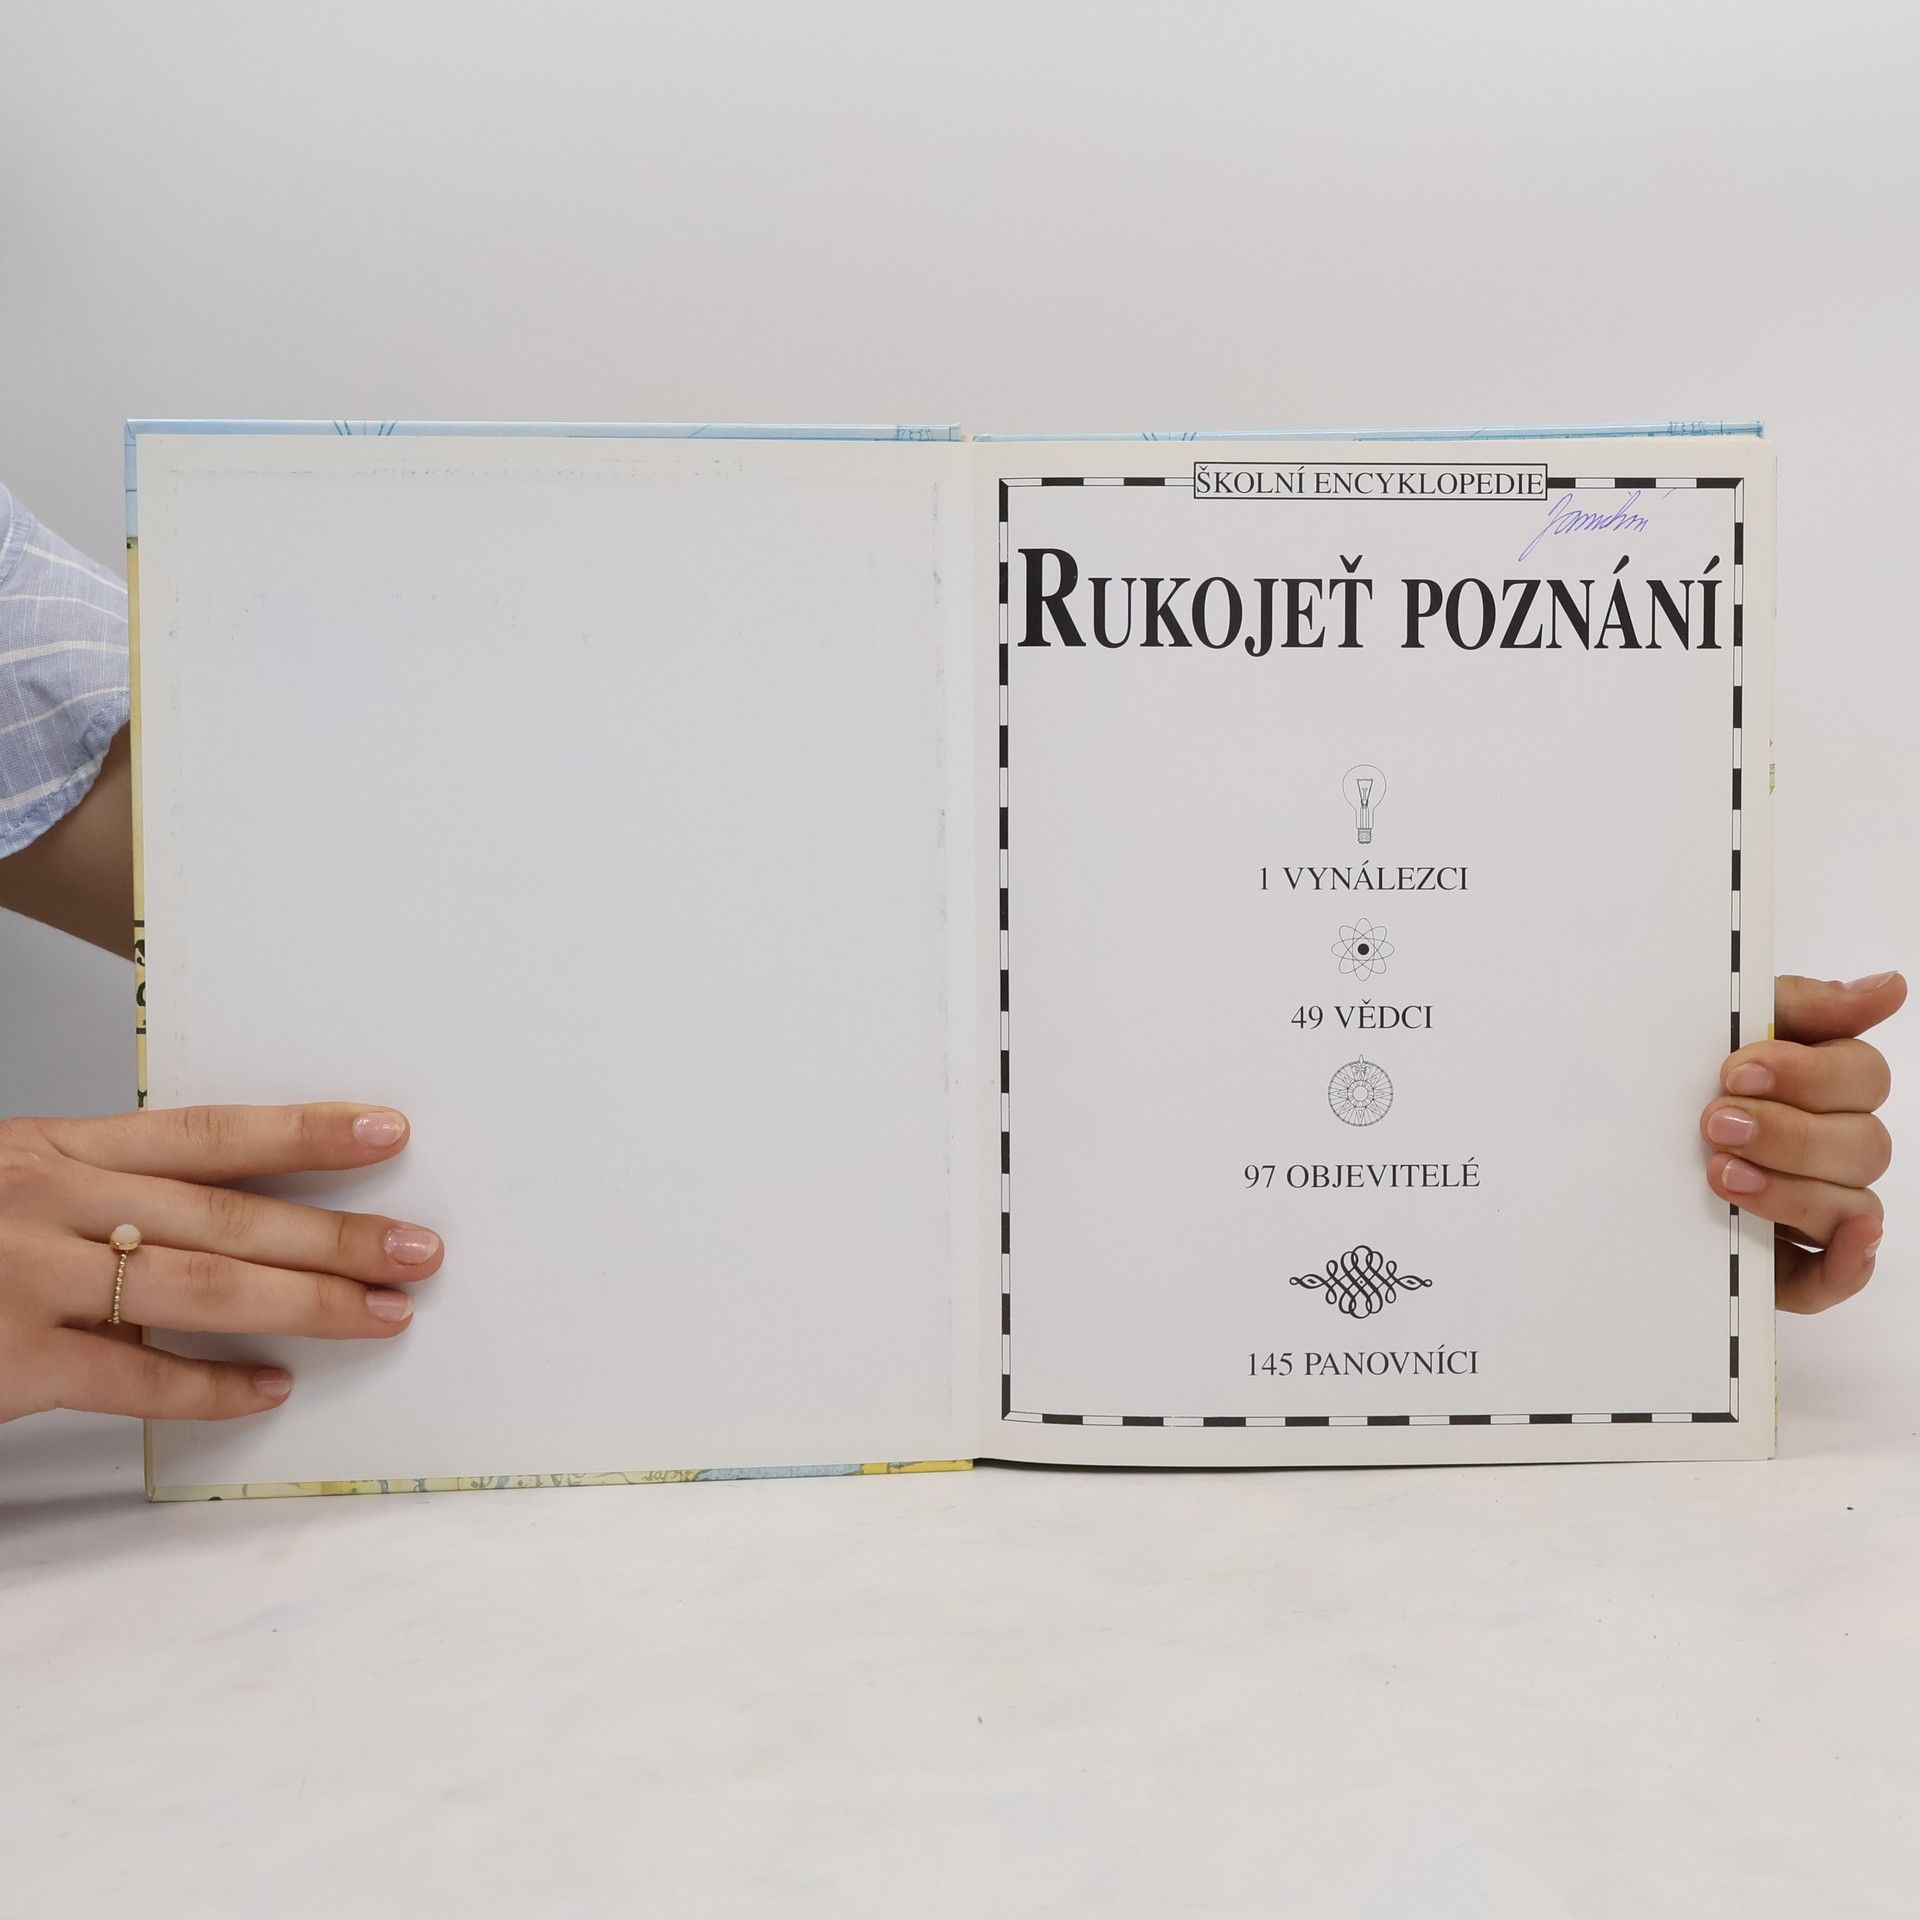 ŠKOLNÍ ENCYKLOPEDIE
RUKOJEŤ POZNÁNÍ
1 VYNÁLEZCI
49 VĚDCI
97 OBJEVITELÉ
145 PANOVNÍCI